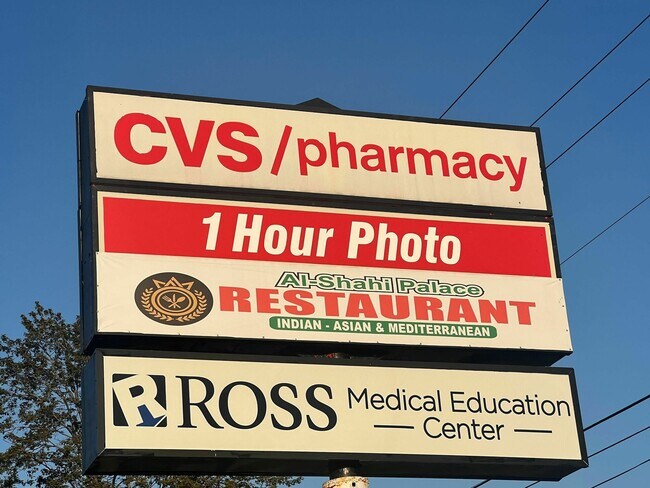 CVS/pharmacy
1 Hour Photo
Al-Shahi Palace
RESTAURANT
INDIAN - ASIAN & MEDITERRANEAN
R ROSS Medical Education
Center